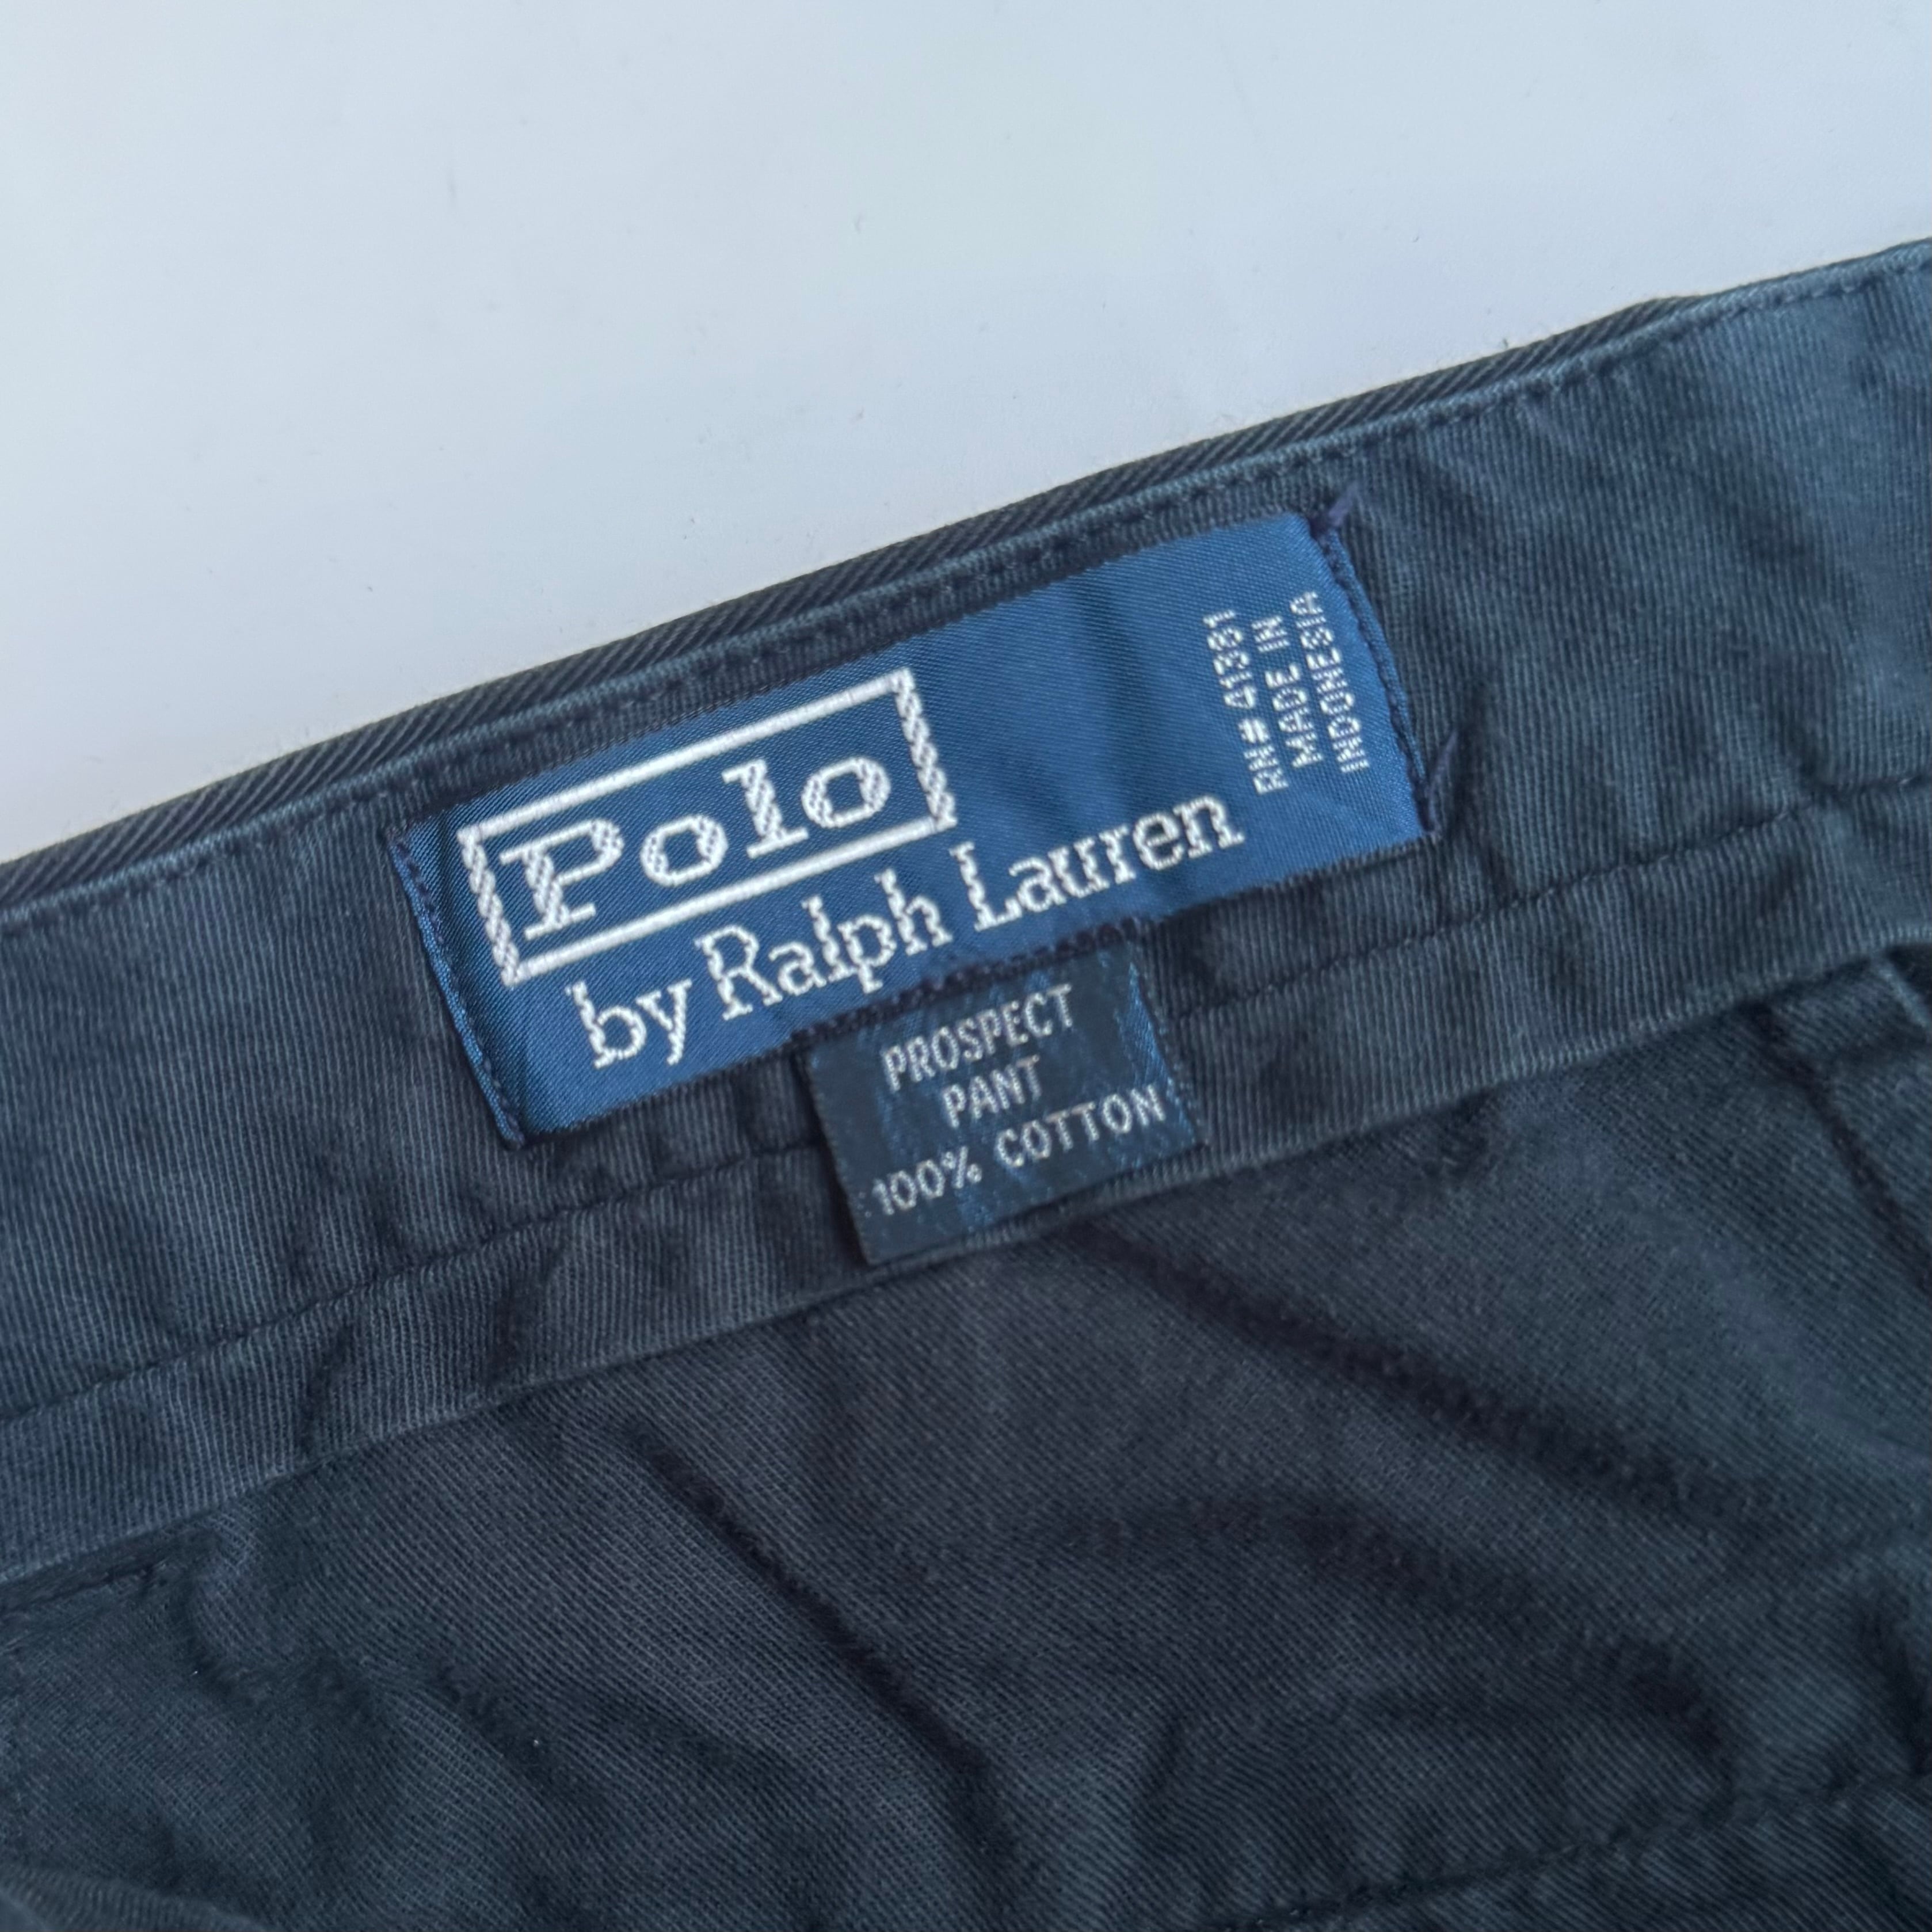 Polo
by Ralph Lauren
RN# 41381
MADE IN
INDONESIA
PROSPECT
PANT
100% COTTON